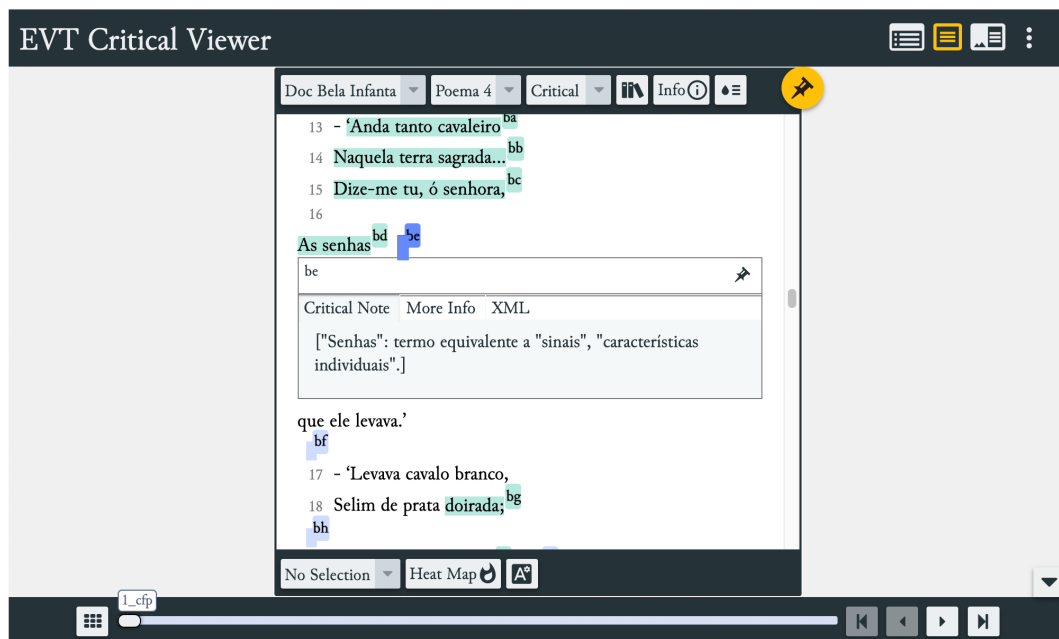 EVT Critical Viewer
Doc Bela Infanta Poema 4 Critical Info
13 - ‘Anda tanto cavaleiro ba
14 Naquela terra sagrada... bb
15 Dize-me tu, ó senhora, bc
16
As senhas bd be
be
Critical Note More Info XML
["Senhas": termo equivalente a "sinais", "características
individuais".]
que ele levava.’
bf
17 - ‘Levava cavalo branco,
18 Selim de prata doirada; bg
bh
No Selection Heat Map A
1_cfp